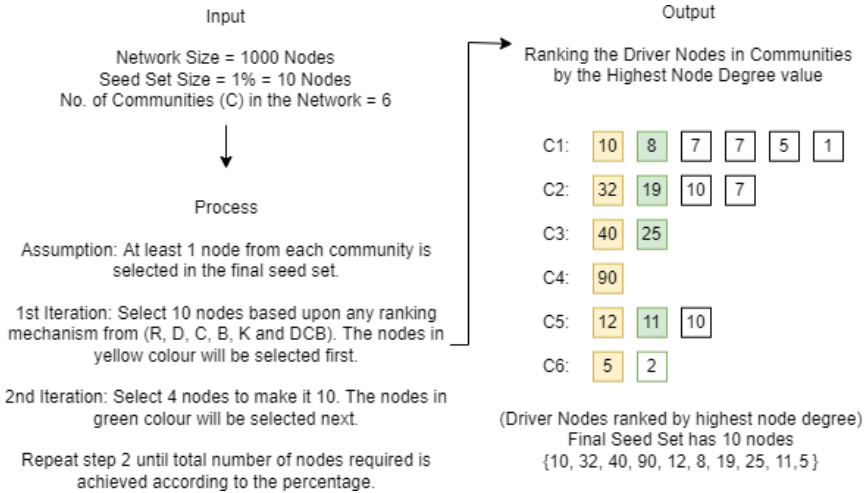 Input
Network Size = 1000 Nodes
Seed Set Size = 1% = 10 Nodes
No. of Communities (C) in the Network = 6
Process
Assumption: At least 1 node from each community is
selected in the final seed set.
1st Iteration: Select 10 nodes based upon any ranking
mechanism from (R, D, C, B, K and DCB). The nodes in
yellow colour will be selected first.
2nd Iteration: Select 4 nodes to make it 10. The nodes in
green colour will be selected next.
Repeat step 2 until total number of nodes required is
achieved according to the percentage.
Output
Ranking the Driver Nodes in Communities
by the Highest Node Degree value
C1: 10 8 7 7 5 1
C2: 32 19 10 7
C3: 40 25
C4: 90
C5: 12 11 10
C6: 5 2
(Driver Nodes ranked by highest node degree)
Final Seed Set has 10 nodes
{10, 32, 40, 90, 12, 8, 19, 25, 11,5 }